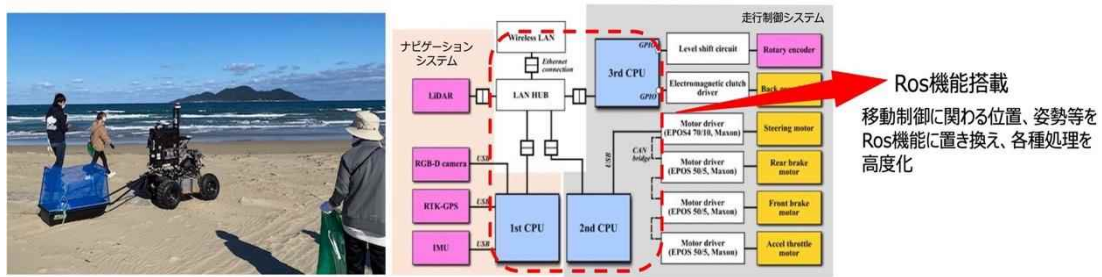 走行制御システム
ナビゲーション
システム
Wireless LAN
Ethernet
connection
LiDAR
LAN HUB
3rd CPU
GPIO
GPIO
Level shift circuit
Rotary encoder
Electromagnetic clutch
driver
Back
RGB-D camera
USB
RTK-GPS
USB
IMU
USB
1st CPU
2nd CPU
USB
CAN
bridge
Motor driver
(EPOS4 70/10, Maxon)
Steering motor
Motor driver
(EPOS 50/5, Maxon)
Rear brake
motor
Motor driver
(EPOS 50/5, Maxon)
Front brake
motor
Motor driver
(EPOS 50/5, Maxon)
Accel throttle
motor
Ros機能搭載
移動制御に関わる位置、姿勢等を
Ros機能に置き換え、各種処理を
高度化